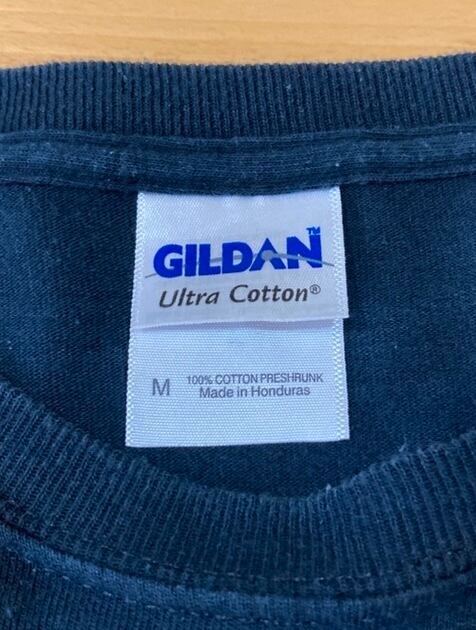 GILDAN™
Ultra Cotton®
M
100% COTTON PRESHRUNK
Made in Honduras